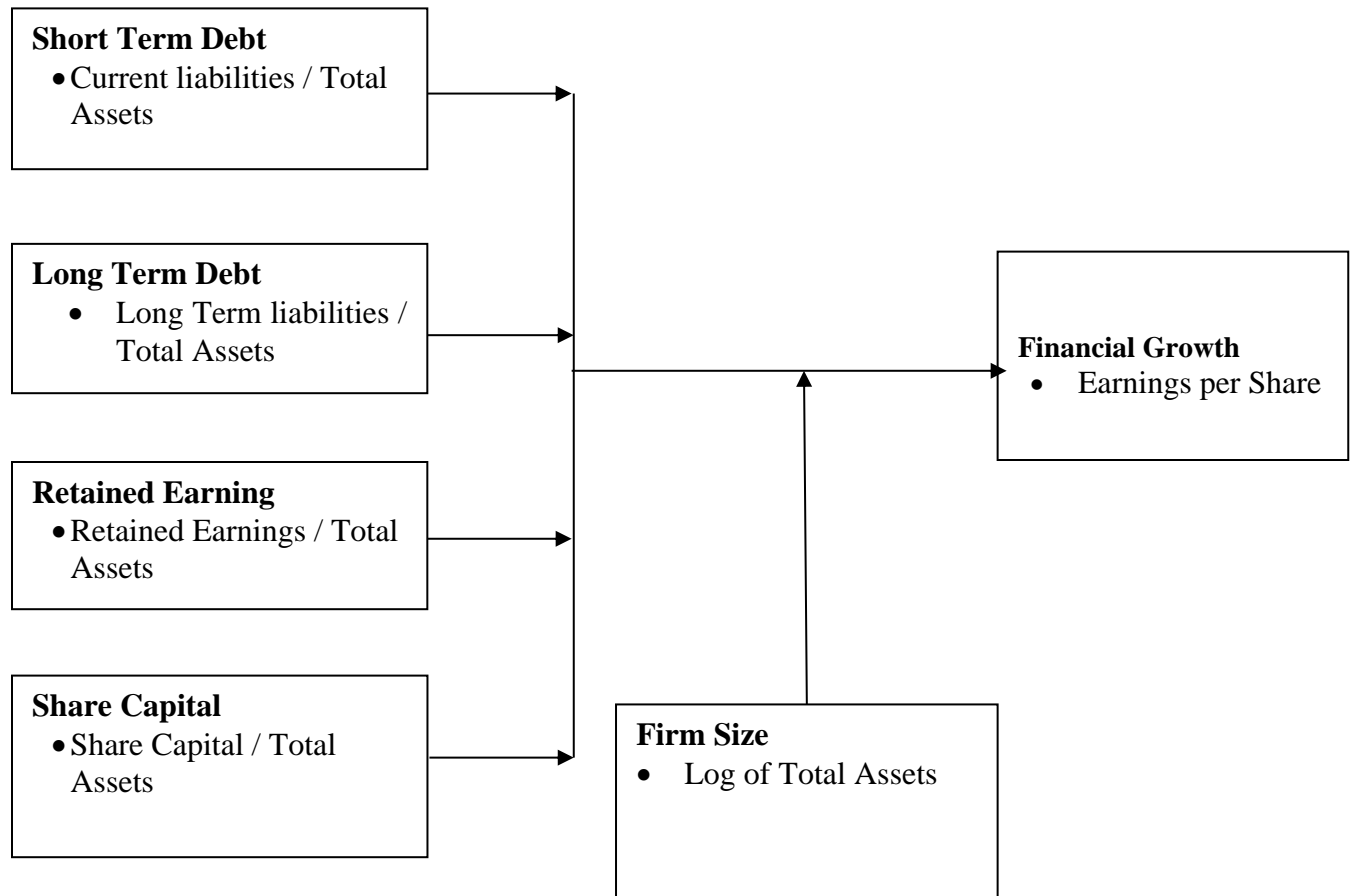 Short Term Debt
• Current liabilities / Total
Assets
Long Term Debt
• Long Term liabilities /
Total Assets
Financial Growth
• Earnings per Share
Retained Earning
• Retained Earnings / Total
Assets
Share Capital
• Share Capital / Total
Assets
Firm Size
• Log of Total Assets